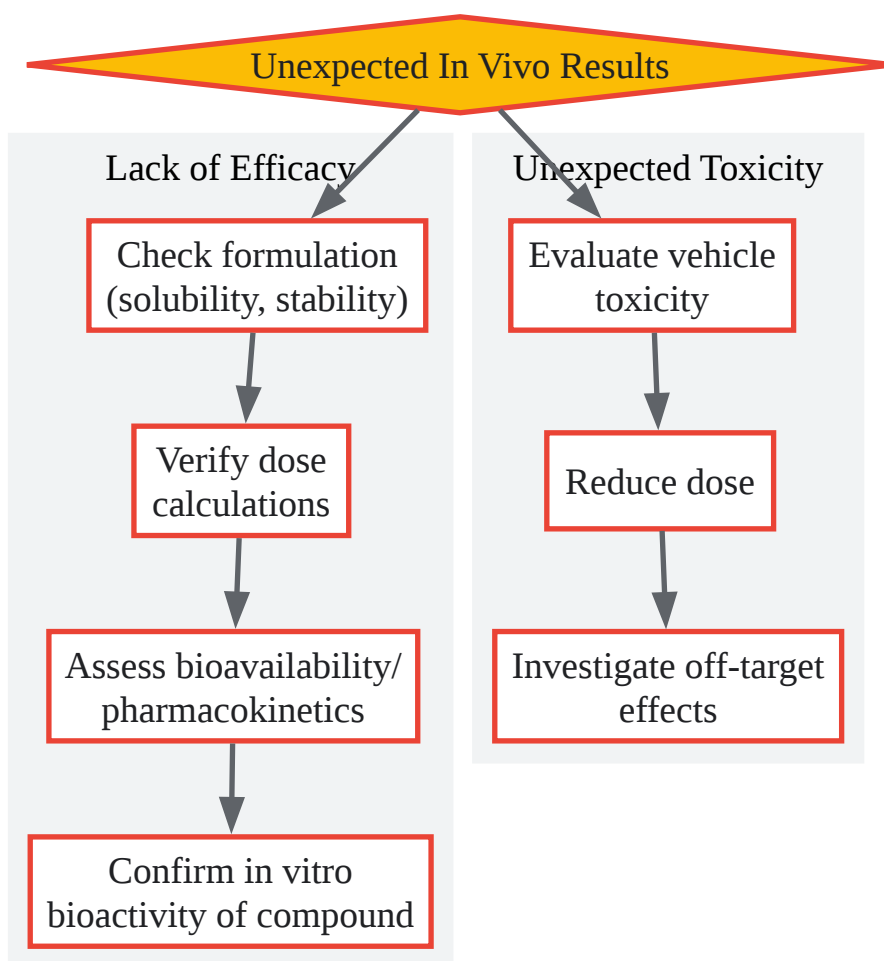 Unexpected In Vivo Results
Lack of Efficacy
Check formulation
(solubility, stability)
Verify dose
calculations
Assess bioavailability/
pharmacokinetics
Confirm in vitro
bioactivity of compound
Unexpected Toxicity
Evaluate vehicle
toxicity
Reduce dose
Investigate off-target
effects